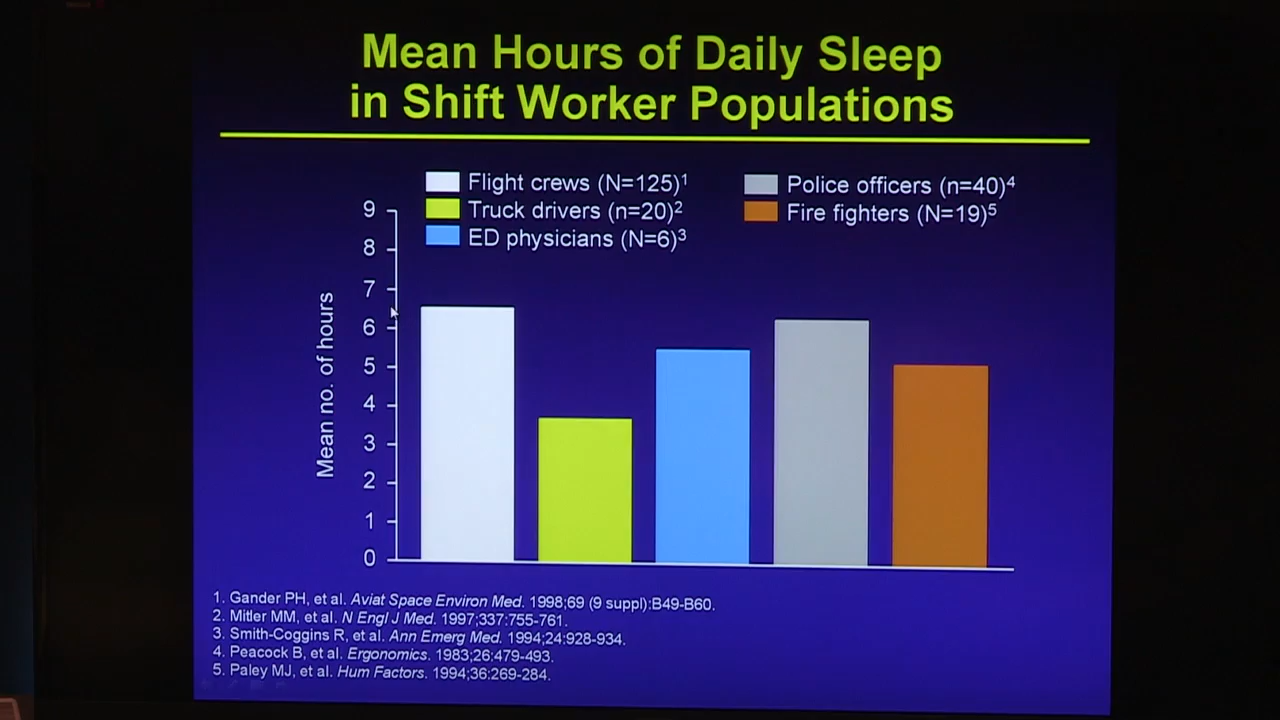 Mean Hours of Daily Sleep
in Shift Worker Populations
Flight crews (N=125)1
Truck drivers (n=20)2
ED physicians (N=6)3
Police officers (n=40)4
Fire fighters (N=19)5
Mean no. of hours
9
8
7
6
5
4
3
2
1
0
1. Gander PH, et al. Aviat Space Environ Med. 1998;69 (9 suppl):B49-B60.
2. Mitler MM, et al. N Engl J Med. 1997;337:755-761.
3. Smith-Coggins R, et al. Ann Emerg Med. 1994;24:928-934.
4. Peacock B, et al. Ergonomics. 1983;26:479-493.
5. Paley MJ, et al. Hum Factors. 1994;36:269-284.